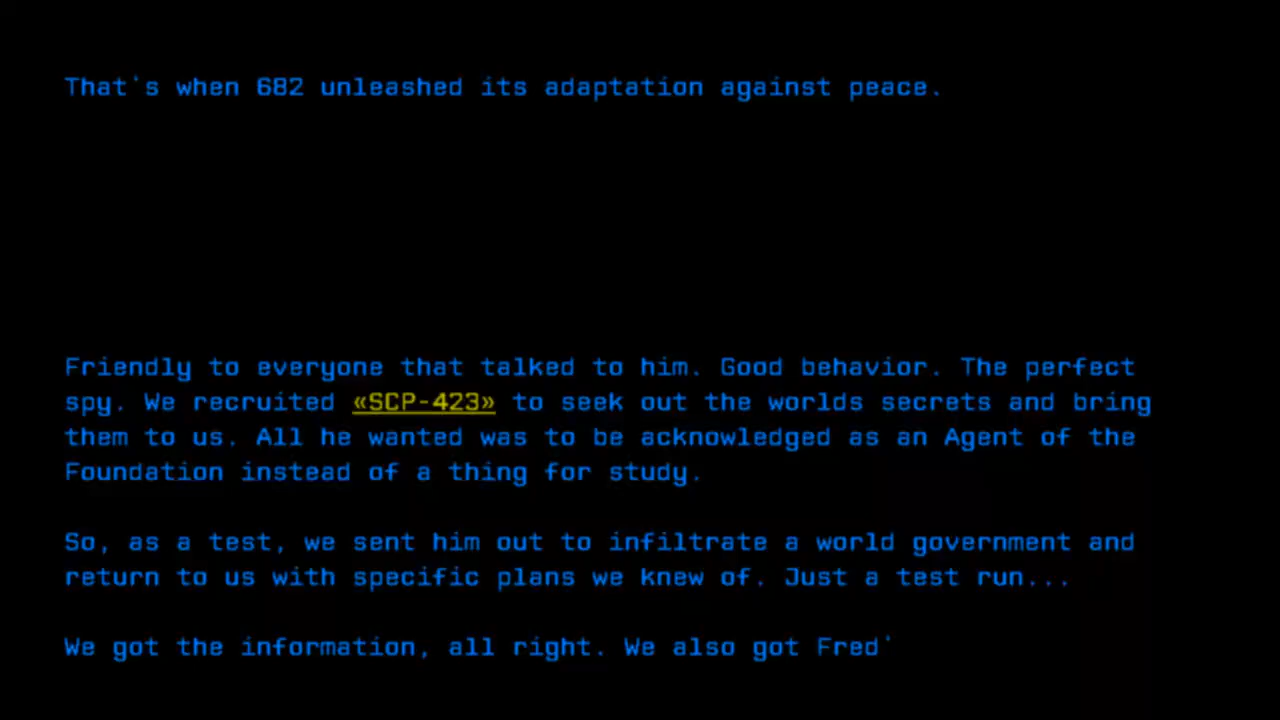 That's when 682 unleashed its adaptation against peace.
Friendly to everyone that talked to him. Good behavior. The perfect
spy. We recruited «SCP-423» to seek out the worlds secrets and bring
them to us. All he wanted was to be acknowledged as an Agent of the
Foundation instead of a thing for study.
So, as a test, we sent him out to infiltrate a world government and
return to us with specific plans we knew of. Just a test run...
We got the information, all right. We also got Fred'